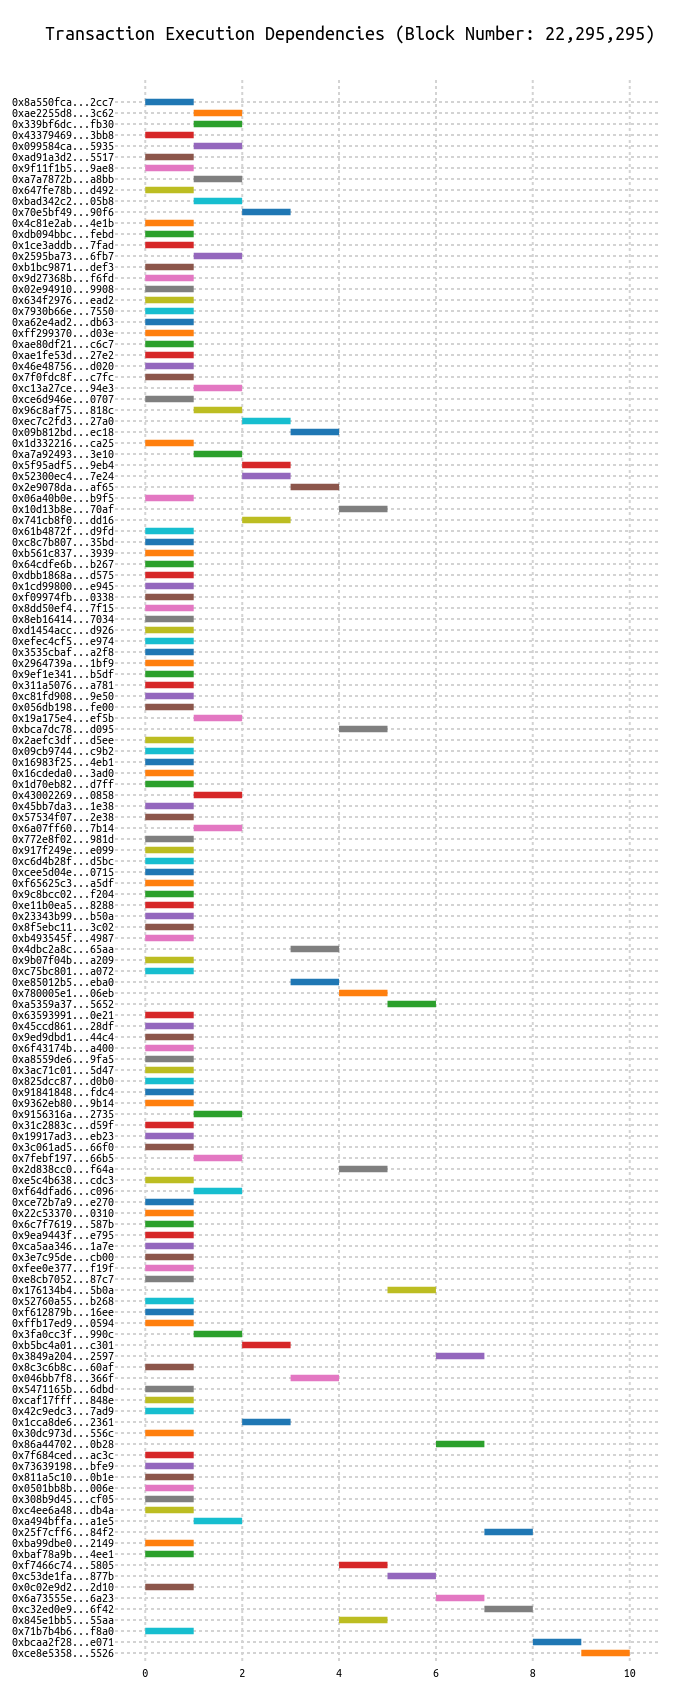 Transaction Execution Dependencies (Block Number: 22,295,295)
0x8a550fca...2cc7
0xae2255d8...3c62
0x339bf6dc...fb30
0x43379469...3bb8
0x099584ca...5935
0xad91a3d2...5517
0x9f11f1b5...9ae8
0xa7a7872b...a8bb
0x647fe78b...d492
0xbad342c2...05b8
0x70e5bf49...90f6
0x4c81e2ab...4e1b
0xdb094bbc...febd
0x1ce3addb...7fad
0x2595ba73...6fb7
0xb1bc9871...def3
0x9d27368b...f6fd
0x02e94910...9908
0x634f2976...ead2
0x7930b66e...7550
0xa62e4ad2...db63
0xff299370...d03e
0xae80df21...c6c7
0xae1fe53d...27e2
0x46e48756...d020
0x7f0fdc8f...c7fc
0xc13a27ce...94e3
0xce6d946e...0707
0x96c8af75...818c
0xec7c2fd3...27a0
0x09b812bd...ec18
0x1d332216...ca25
0xa7a92493...3e10
0x5f95adf5...9eb4
0x52300ec4...7e24
0x2e9078da...af65
0x06a40b0e...b9f5
0x10d13b8e...70af
0x741cb8f0...dd16
0x61b4872f...d9fd
0xc8c7b807...35bd
0xb561c837...3939
0x64cdfe6b...b267
0xdbb1868a...d575
0x1cd99800...e945
0xf09974fb...0338
0x8dd50ef4...7f15
0x8eb16414...7034
0xd1454acc...d926
0xefec4cf5...e974
0x3535cbaf...a2f8
0x2964739a...1bf9
0x9ef1e341...b5df
0x311a5076...a781
0xc81fd908...9e50
0x056db198...fe00
0x19a175e4...ef5b
0xbca7dc78...d095
0x2aefc3df...d5ee
0x09cb9744...c9b2
0x16983f25...4eb1
0x16cdeda0...3ad0
0x1d70eb82...d7ff
0x43002269...0858
0x45bb7da3...1e38
0x57534f07...2e38
0x6a07ff60...7b14
0x772e8f02...981d
0x917f249e...e099
0xc6d4b28f...d5bc
0xcee5d04e...0715
0xf65625c3...a5df
0x9c8bcc02...f204
0xe11b0ea5...8288
0x23343b99...b50a
0x8f5ebc11...3c02
0xb493545f...4987
0x4dbc2a8c...65aa
0x9b07f04b...a209
0xc75bc801...a072
0xe85012b5...eba0
0x780005e1...06eb
0xa5359a37...5652
0x63593991...0e21
0x45ccd861...28df
0x9ed9dbd1...44c4
0x6f43174b...a400
0xa8559de6...9fa5
0x3ac71c01...5d47
0x825dcc87...d0b0
0x91841848...fdc4
0x9362eb80...9b14
0x9156316a...2735
0x31c2883c...d59f
0x19917ad3...eb23
0x3c061ad5...66f0
0x7febf197...66b5
0x2d838cc0...f64a
0xe5c4b638...cdc3
0xf64dfad6...c096
0xce72b7a9...e270
0x22c53370...0310
0x6c7f7619...587b
0x9ea9443f...e795
0xca5aa346...1a7e
0x3e7c95de...cb00
0xfee0e377...f19f
0xe8cb7052...87c7
0x176134b4...5b0a
0x52760a55...b268
0xf612879b...16ee
0xffb17ed9...0594
0x3fa0cc3f...990c
0xb5bc4a01...c301
0x3849a204...2597
0x8c3c6b8c...60af
0x046bb7f8...366f
0x5471165b...6dbd
0xcaf17fff...848e
0x42c9edc3...7ad9
0x1cca8de6...2361
0x30dc973d...556c
0x86a44702...0b28
0x7f684ced...ac3c
0x73639198...bfe9
0x811a5c10...0b1e
0x0501bb8b...006e
0x308b9d45...cf05
0xc4ee6a48...db4a
0xa494bffa...a1e5
0x25f7cff6...84f2
0xba99dbe0...2149
0xbaf78a9b...4ee1
0xf7466c74...5805
0xc53de1fa...877b
0x0c02e9d2...2d10
0x6a73555e...6a23
0xc32ed0e9...6f42
0x845e1bb5...55aa
0x71b7b4b6...f8a0
0xbcaa2f28...e071
0xce8e5358...5526
0 2 4 6 8 10